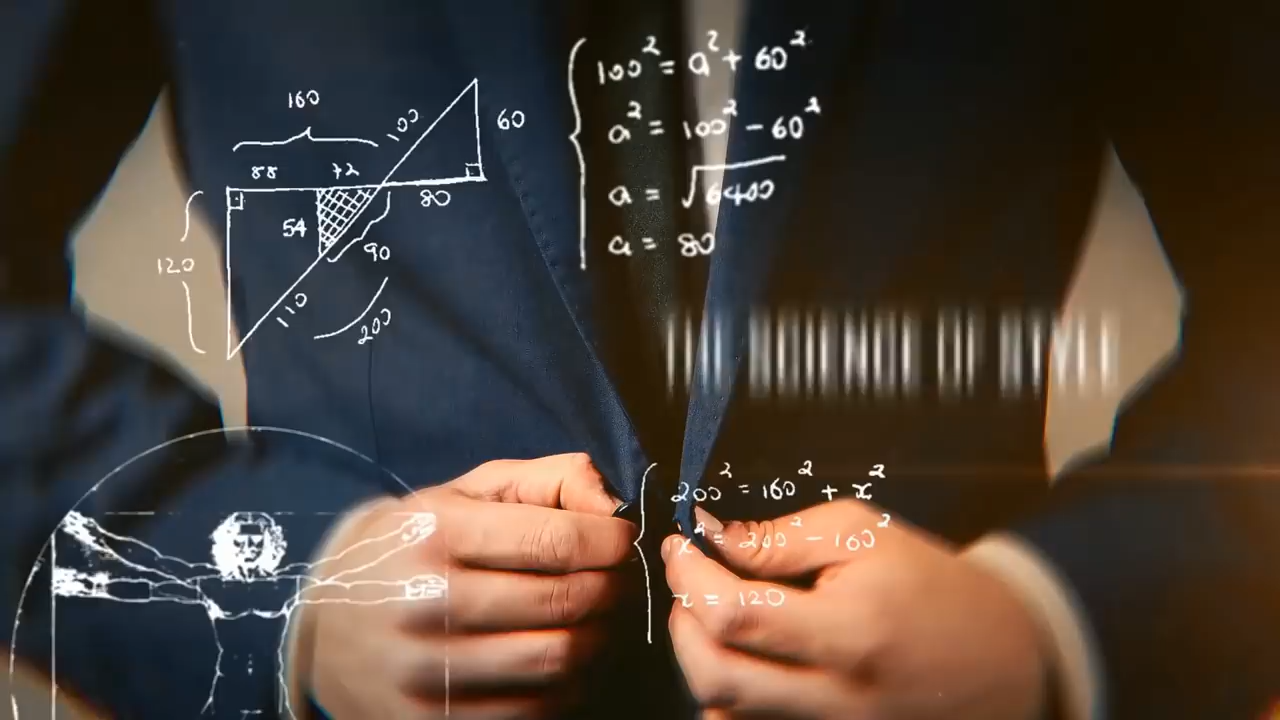 160
100
60
88 72
80
54
90
120
110
200
100² = a² + 60²
a² = 100² - 60²
a = √6400
a = 80
200² = 160² + x²
x² = 200² - 160²
x = 120